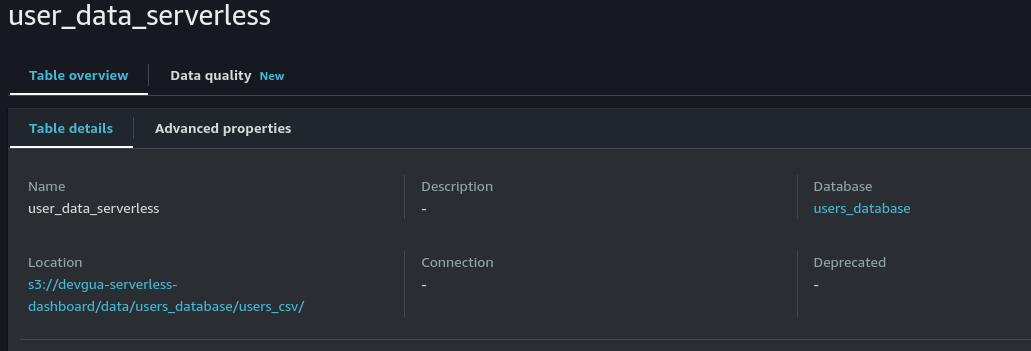 user_data_serverless
Table overview
Data quality New
Table details
Advanced properties
Name
user_data_serverless
Description
-
Database
users_database
Location
s3://devgua-serverless-
dashboard/data/users_database/users_csv/
Connection
-
Deprecated
-